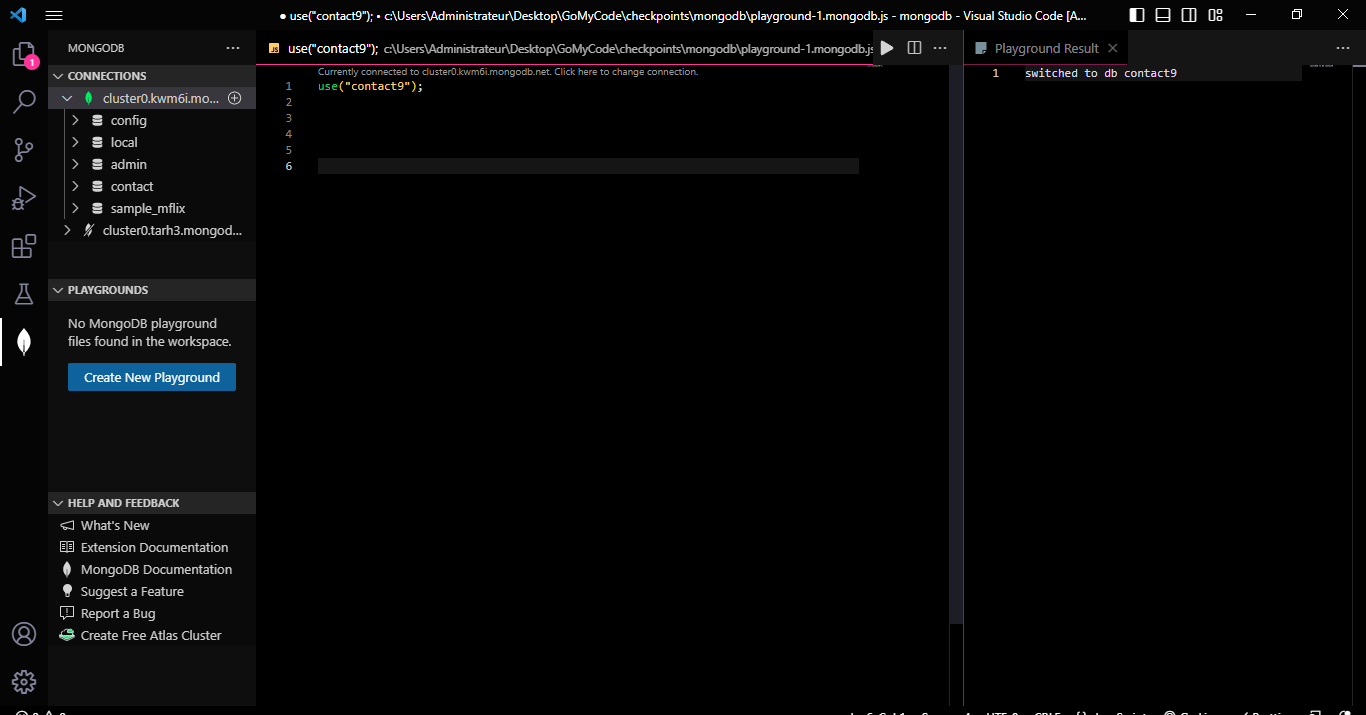 ● use("contact9"); • c:\Users\Administrateur\Desktop\GoMyCode\checkpoints\mongodb\playground-1.mongodb.js - mongodb - Visual Studio Code [A...
1
MONGODB
CONNECTIONS
cluster0.kwm6i.mo...
config
local
admin
contact
sample_mflix
cluster0.tarh3.mongod...
PLAYGROUNDS
No MongoDB playground
files found in the workspace.
Create New Playground
HELP AND FEEDBACK
What's New
Extension Documentation
MongoDB Documentation
Suggest a Feature
Report a Bug
Create Free Atlas Cluster
JS use("contact9"); c:\Users\Administrateur\Desktop\GoMyCode\checkpoints\mongodb\playground-1.mongodb.js
Currently connected to cluster0.kwm6i.mongodb.net. Click here to change connection.
1 use("contact9");
2
3
4
5
6
Playground Result
1 switched to db contact9